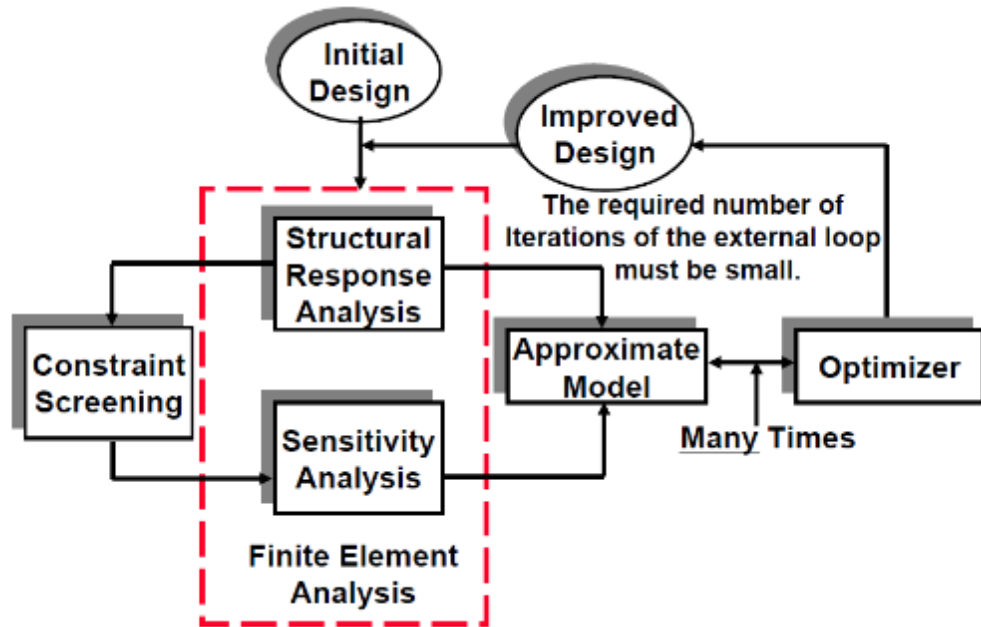 Initial
Design
Improved
Design
The required number of
Iterations of the external loop
must be small.
Structural
Response
Analysis
Constraint
Screening
Approximate
Model
Optimizer
Many Times
Sensitivity
Analysis
Finite Element
Analysis